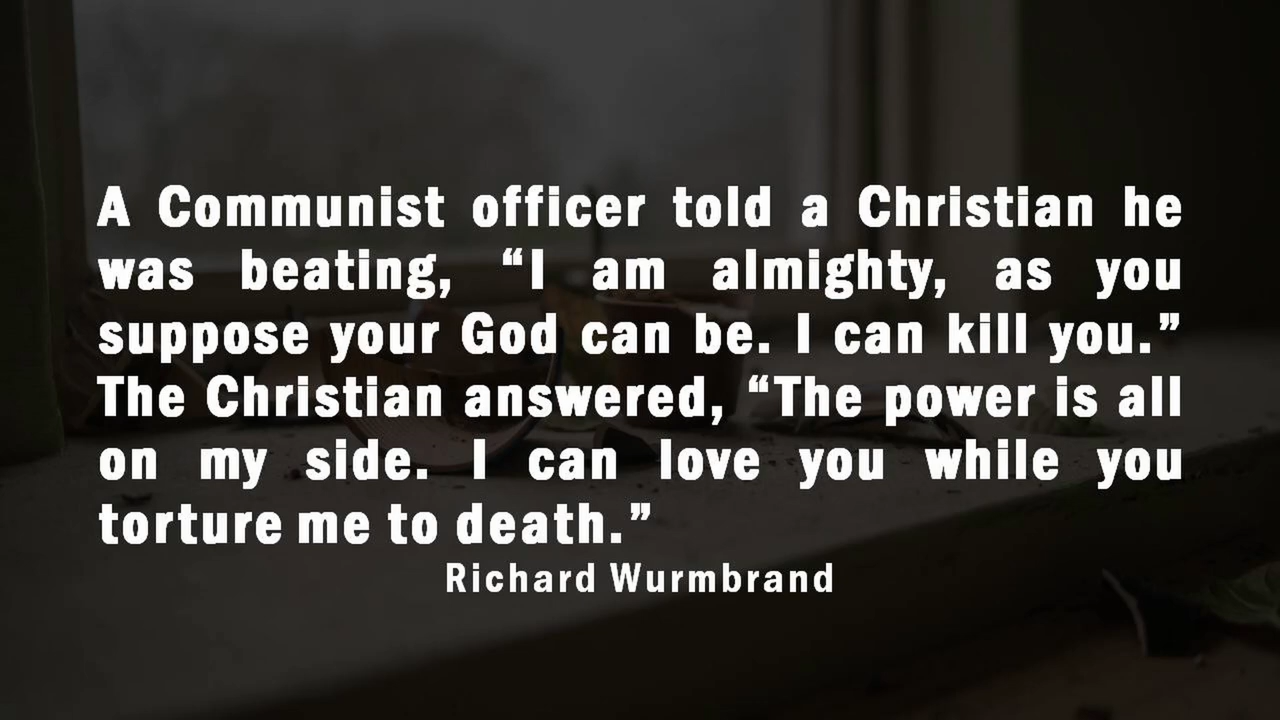 A Communist officer told a Christian he
was beating, “I am almighty, as you
suppose your God can be. I can kill you.”
The Christian answered, “The power is all
on my side. I can love you while you
torture me to death.”
Richard Wurmbrand